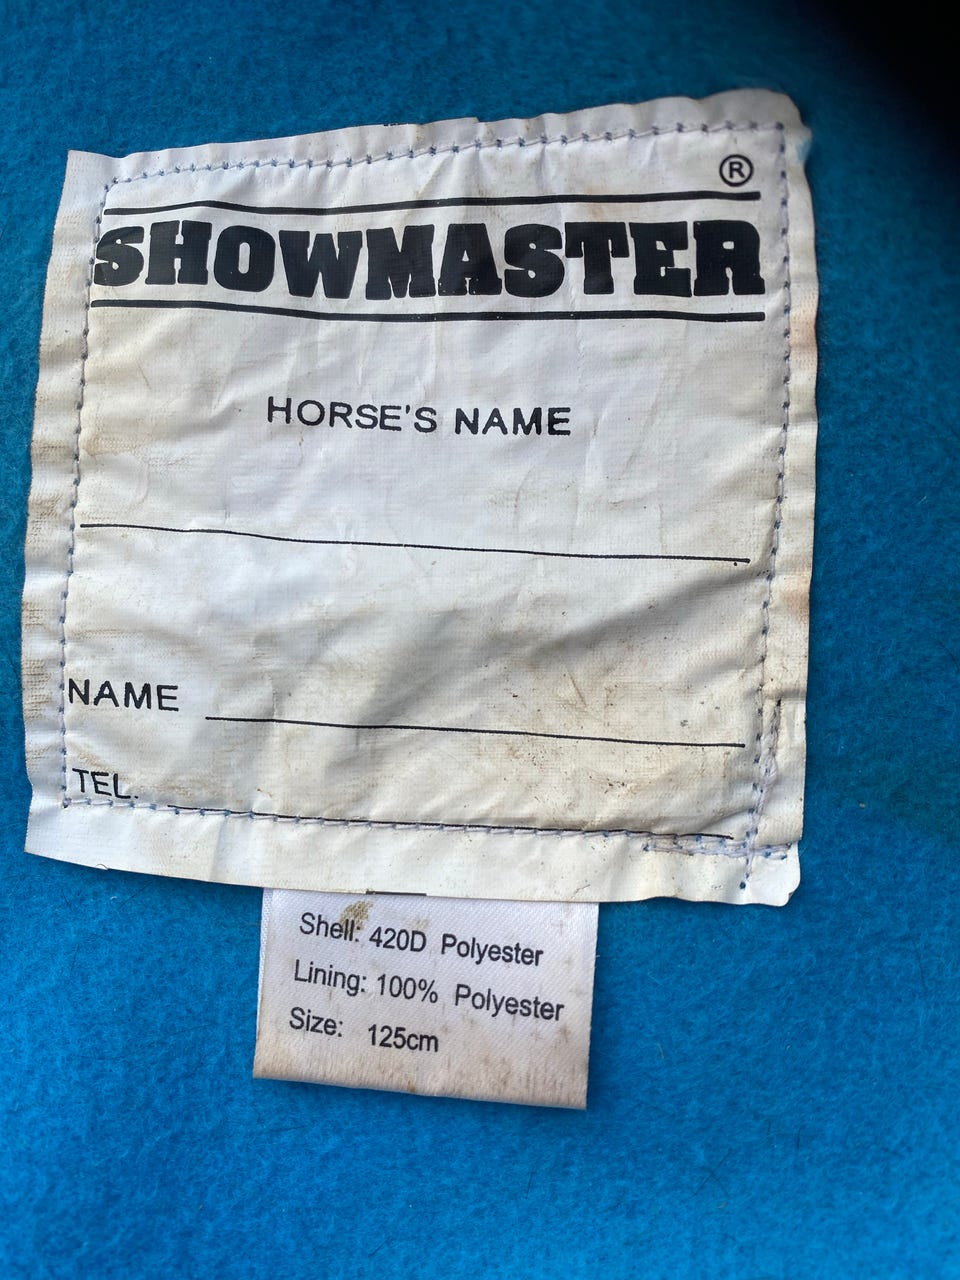 ®
SHOWMASTER
HORSE'S NAME
NAME
TEL.
Shell: 420D Polyester
Lining: 100% Polyester
Size: 125cm